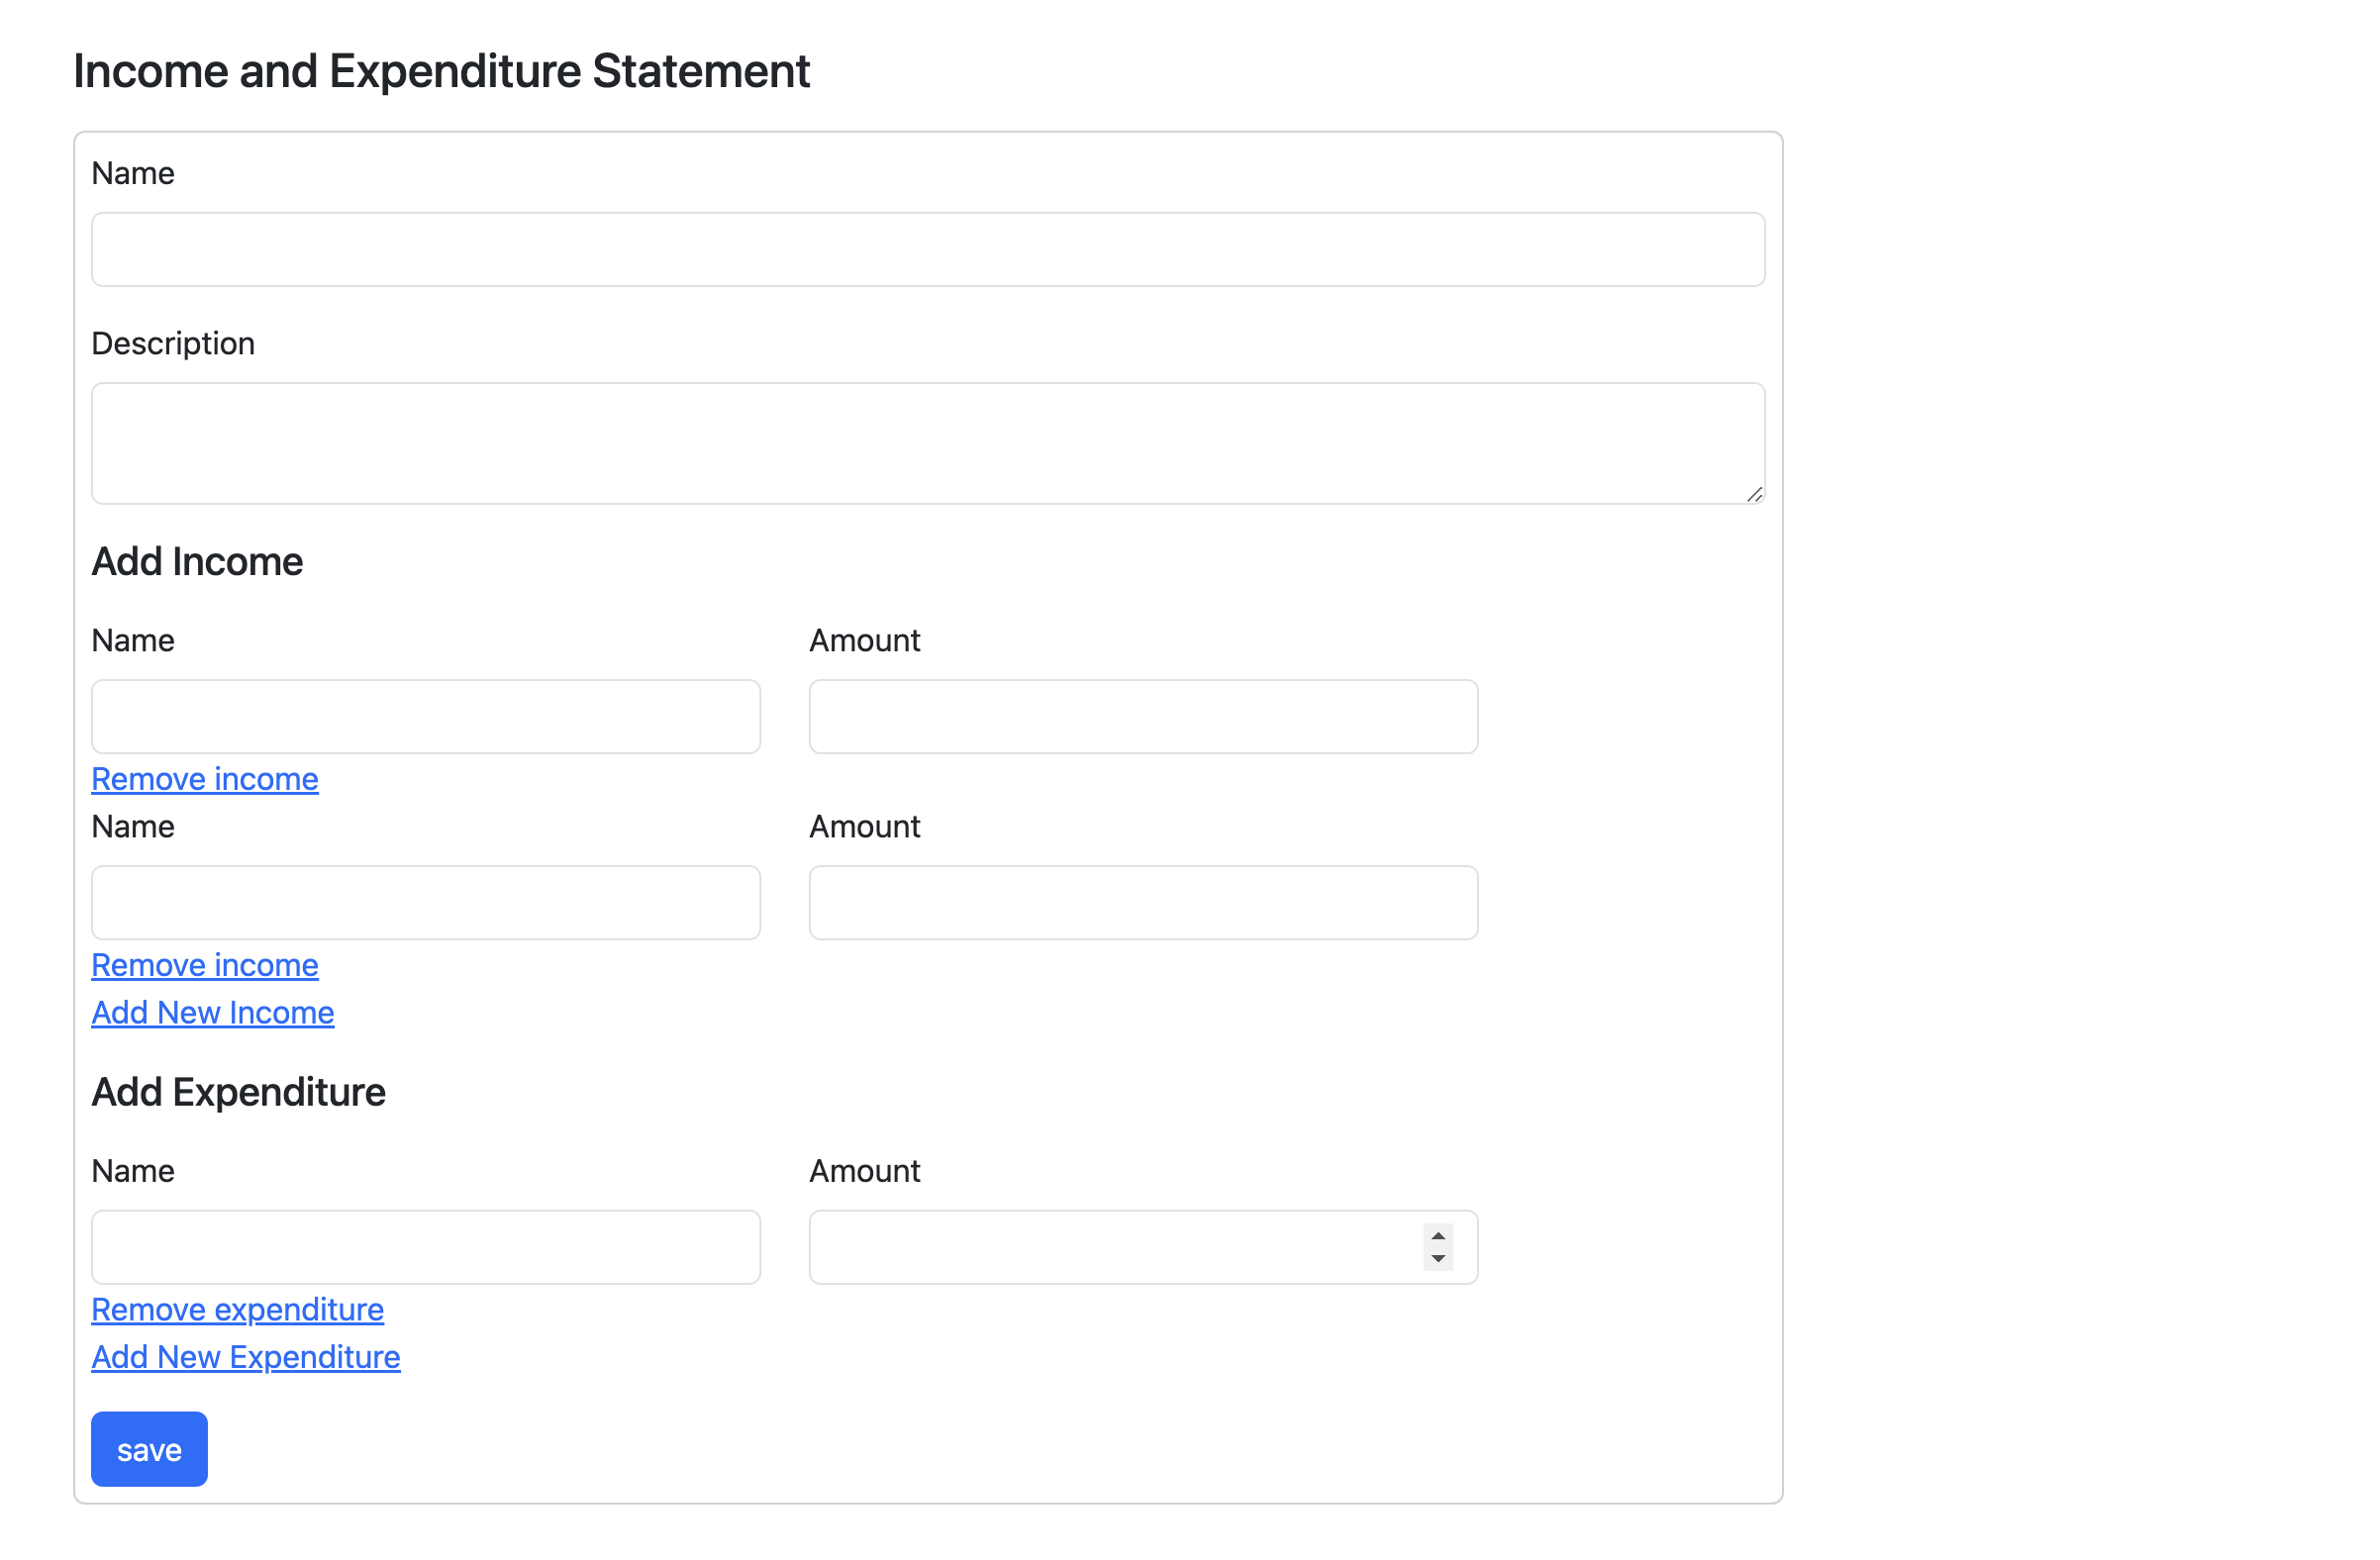 Income and Expenditure Statement
Name
Description
Add Income
Name Amount
Remove income
Name Amount
Remove income
Add New Income
Add Expenditure
Name Amount
Remove expenditure
Add New Expenditure
save